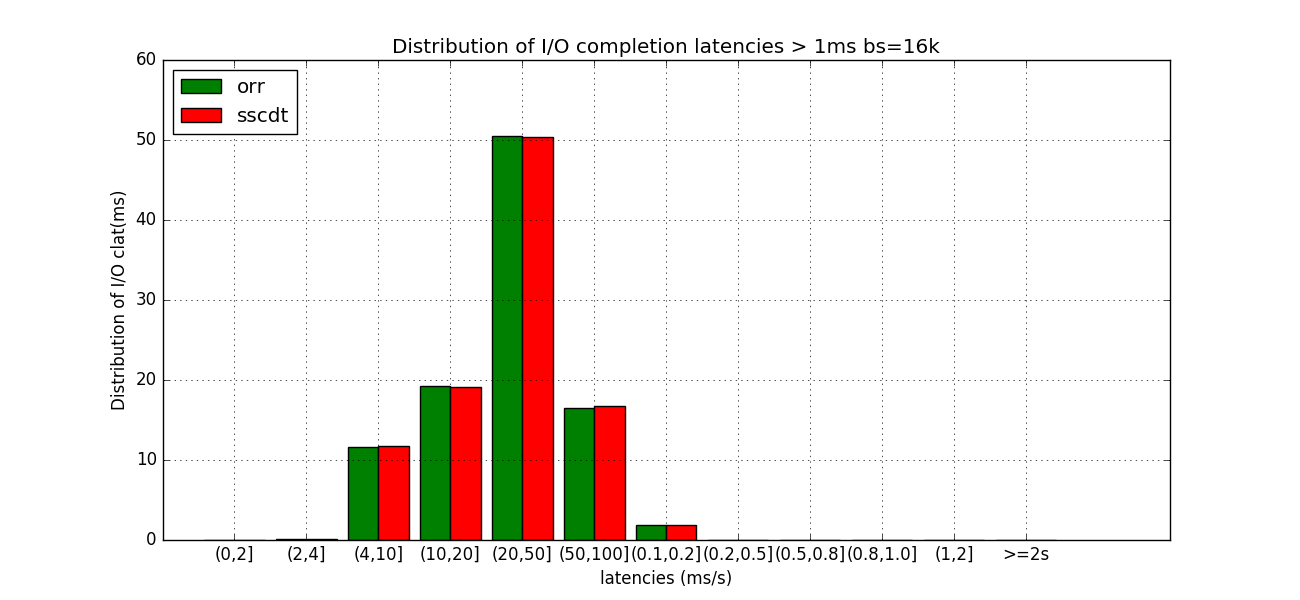 Distribution of I/O completion latencies > 1ms bs=16k
60
50
40
30
20
10
0
Distribution of I/O clat(ms)
orr
sscdt
(0,2] (2,4] (4,10] (10,20] (20,50] (50,100] (0.1,0.2] (0.2,0.5] (0.5,0.8] (0.8,1.0] (1,2] >=2s
latencies (ms/s)